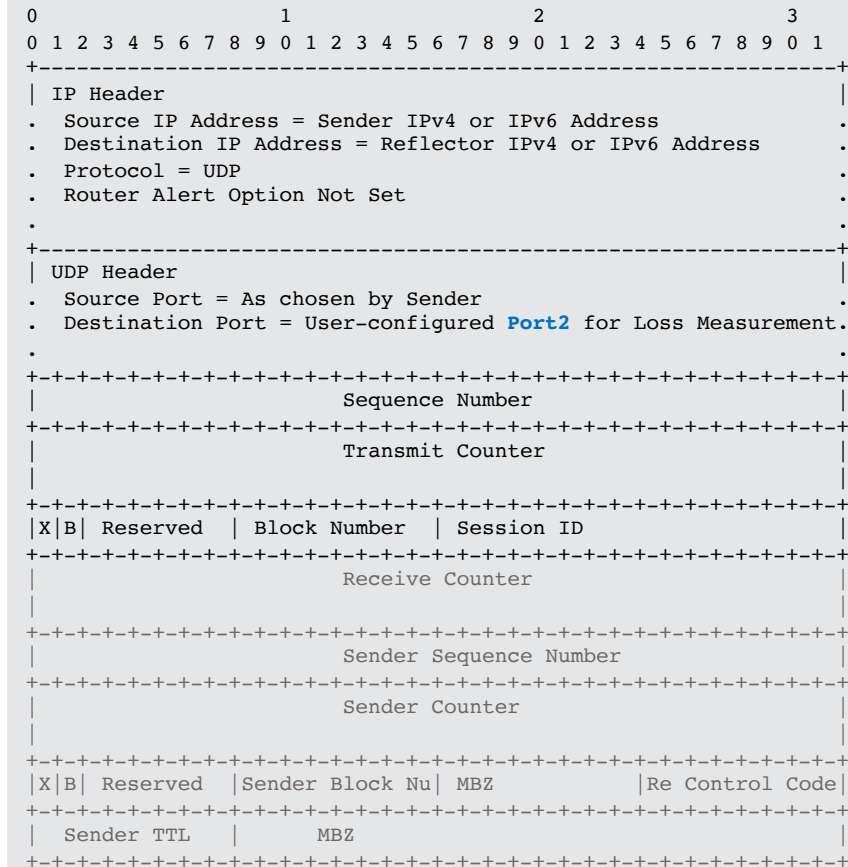 0                   1                   2                   3
0 1 2 3 4 5 6 7 8 9 0 1 2 3 4 5 6 7 8 9 0 1 2 3 4 5 6 7 8 9 0 1
+---------------------------------------------------------------+
| IP Header                                                     |
.  Source IP Address = Sender IPv4 or IPv6 Address              .
.  Destination IP Address = Reflector IPv4 or IPv6 Address      .
.  Protocol = UDP                                               .
.  Router Alert Option Not Set                                  .
.                                                               .
+---------------------------------------------------------------+
| UDP Header                                                    |
.  Source Port = As chosen by Sender                            .
.  Destination Port = User-configured Port2 for Loss Measurement.
.                                                               .
+-+-+-+-+-+-+-+-+-+-+-+-+-+-+-+-+-+-+-+-+-+-+-+-+-+-+-+-+-+-+-+-+
|                        Sequence Number                        |
+-+-+-+-+-+-+-+-+-+-+-+-+-+-+-+-+-+-+-+-+-+-+-+-+-+-+-+-+-+-+-+-+
|                        Transmit Counter                       |
|                                                               |
+-+-+-+-+-+-+-+-+-+-+-+-+-+-+-+-+-+-+-+-+-+-+-+-+-+-+-+-+-+-+-+-+
|X|B| Reserved  | Block Number  | Session ID                    |
+-+-+-+-+-+-+-+-+-+-+-+-+-+-+-+-+-+-+-+-+-+-+-+-+-+-+-+-+-+-+-+-+
|                        Receive Counter                        |
|                                                               |
+-+-+-+-+-+-+-+-+-+-+-+-+-+-+-+-+-+-+-+-+-+-+-+-+-+-+-+-+-+-+-+-+
|                        Sender Sequence Number                 |
+-+-+-+-+-+-+-+-+-+-+-+-+-+-+-+-+-+-+-+-+-+-+-+-+-+-+-+-+-+-+-+-+
|                        Sender Counter                         |
|                                                               |
+-+-+-+-+-+-+-+-+-+-+-+-+-+-+-+-+-+-+-+-+-+-+-+-+-+-+-+-+-+-+-+-+
|X|B| Reserved  |Sender Block Nu| MBZ           |Re Control Code|
+-+-+-+-+-+-+-+-+-+-+-+-+-+-+-+-+-+-+-+-+-+-+-+-+-+-+-+-+-+-+-+-+
|  Sender TTL   |      MBZ                                      |
+-+-+-+-+-+-+-+-+-+-+-+-+-+-+-+-+-+-+-+-+-+-+-+-+-+-+-+-+-+-+-+-+